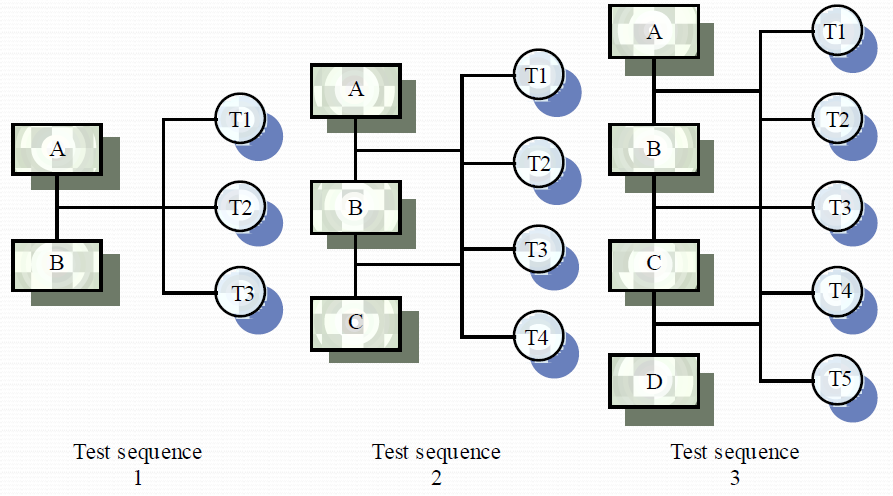 A
B
T1
T2
T3
Test sequence
1
A
B
C
T1
T2
T3
T4
Test sequence
2
A
B
C
D
T1
T2
T3
T4
T5
Test sequence
3